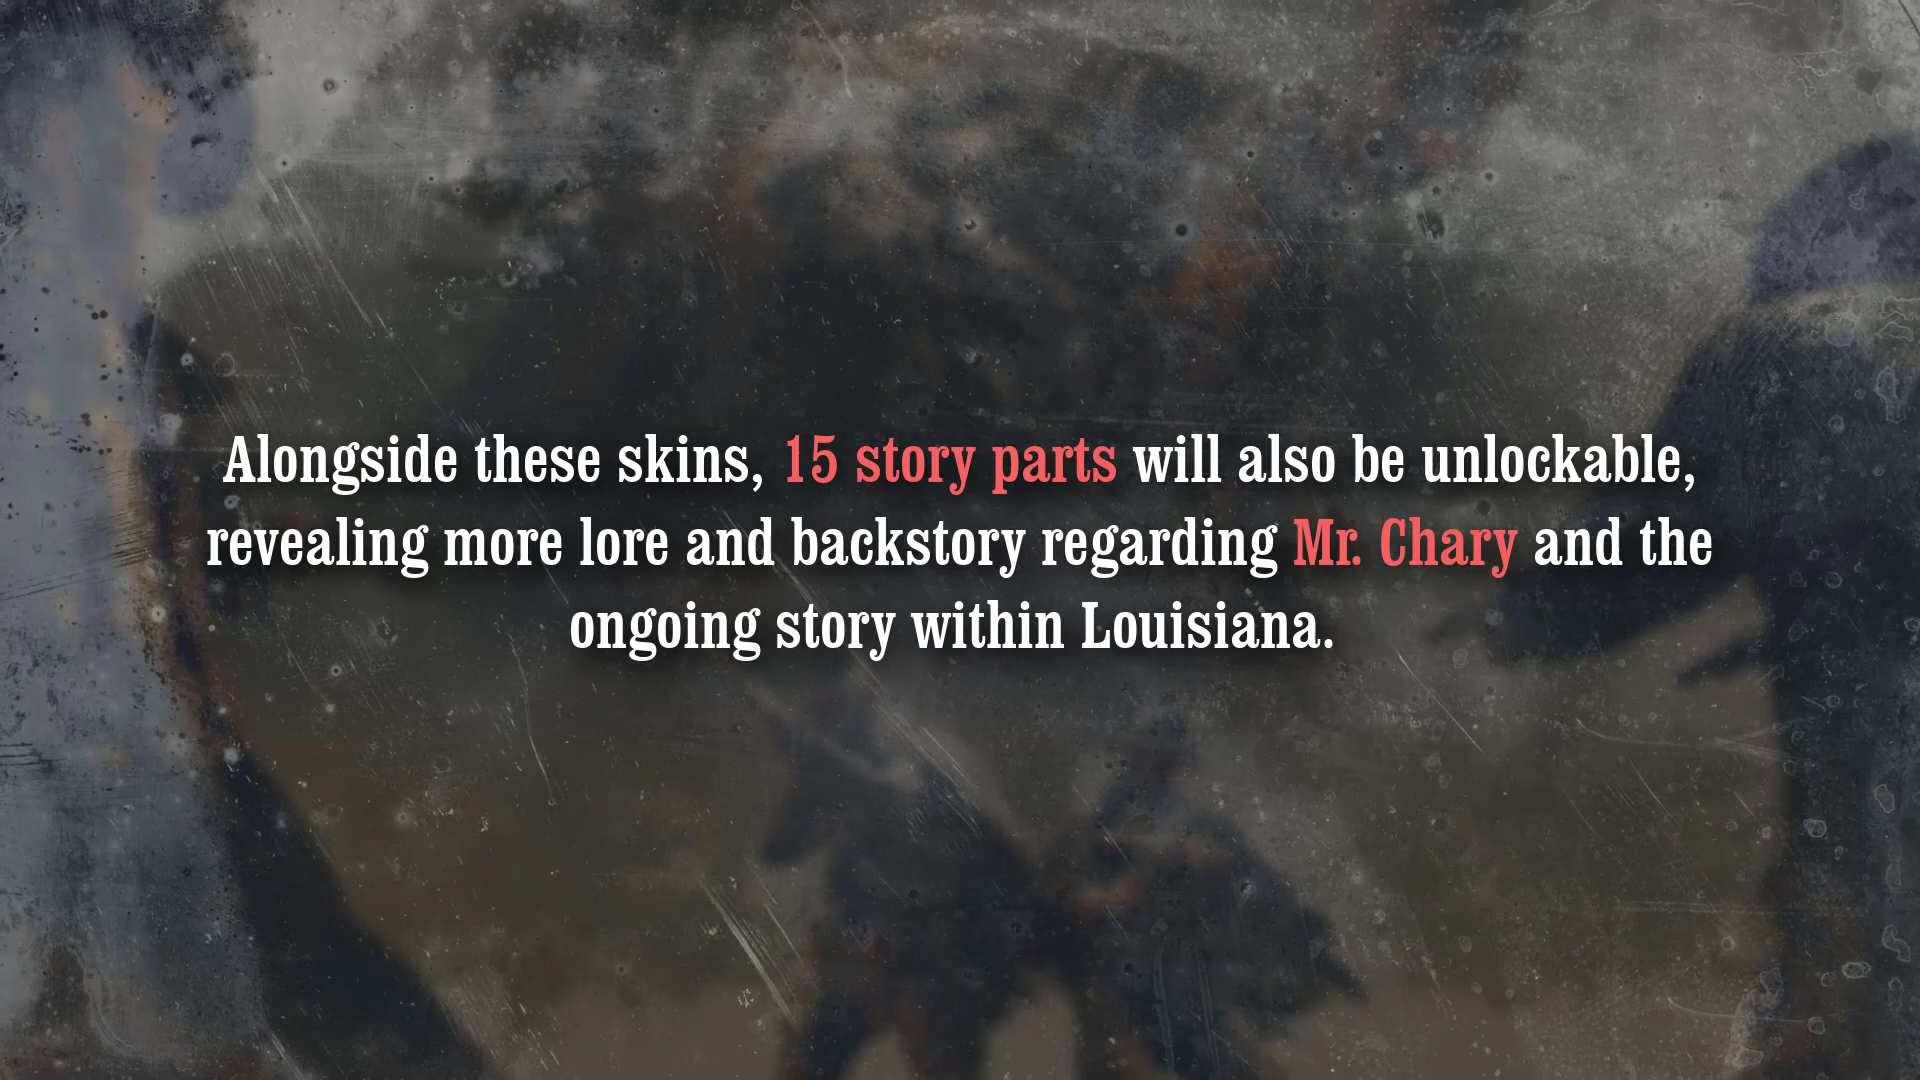 Alongside these skins, 15 story parts will also be unlockable,
revealing more lore and backstory regarding Mr. Chary and the
ongoing story within Louisiana.